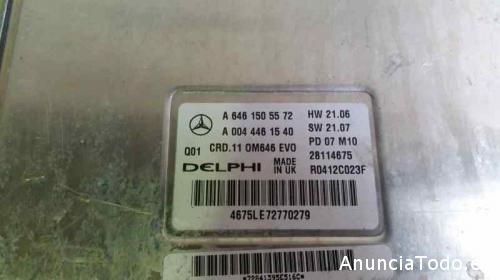 A 646 150 55 72 HW 21.06
A 004 446 15 40 SW 21.07
Q01 CRD.11 OM646 EVO PD 07 M10
DELPHI MADE IN UK 28114675
R0412C023F
4675LE72770279
AnunciaTodo.com